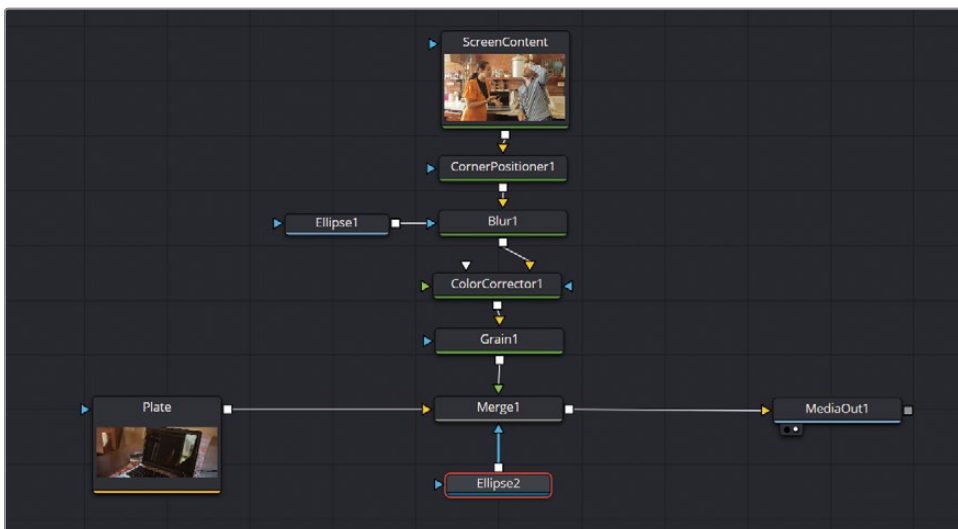 ScreenContent
CornerPositioner1
Ellipse1
Blur1
ColorCorrector1
Grain1
Plate
Merge1
MediaOut1
Ellipse2